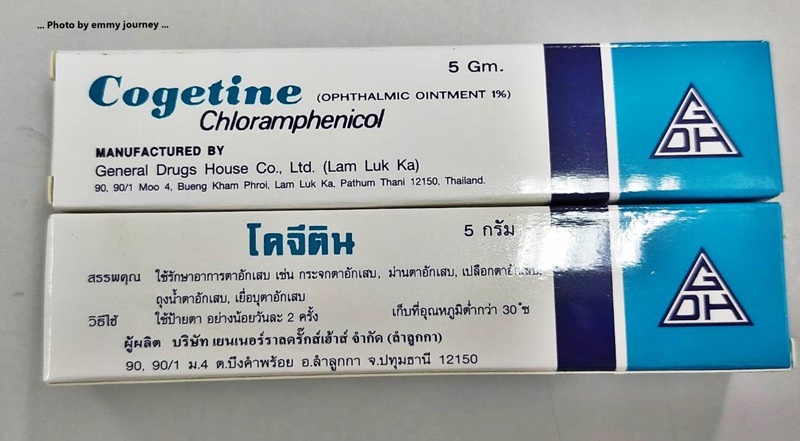 ... Photo by emmy journey ...
5 Gm.
Cogetine (OPHTHALMIC OINTMENT 1%)
Chloramphenicol
MANUFACTURED BY
General Drugs House Co., Ltd. (Lam Luk Ka)
90, 90/1 Moo 4, Bueng Kham Phroi, Lam Luk Ka, Pathum Thani 12150, Thailand.
GDH
โคจีติน 5 กรัม
สรรพคุณ ใช้รักษาอาการตาอักเสบ เช่น กระจกตาอักเสบ, ม่านตาอักเสบ, เปลือกตาอักเสบ,
ถุงน้ำตาอักเสบ, เยื่อบุตาอักเสบ
วิธีใช้ ใช้ป้ายตา อย่างน้อยวันละ 2 ครั้ง เก็บที่อุณหภูมิต่ำกว่า 30 °ซ
ผู้ผลิต บริษัท เยนเนอร์ราลดรั๊กส์เฮ้าส์ จำกัด (ลำลูกกา)
90, 90/1 ม.4 ต.บึงคำพร้อย อ.ลำลูกกา จ.ปทุมธานี 12150
GDH